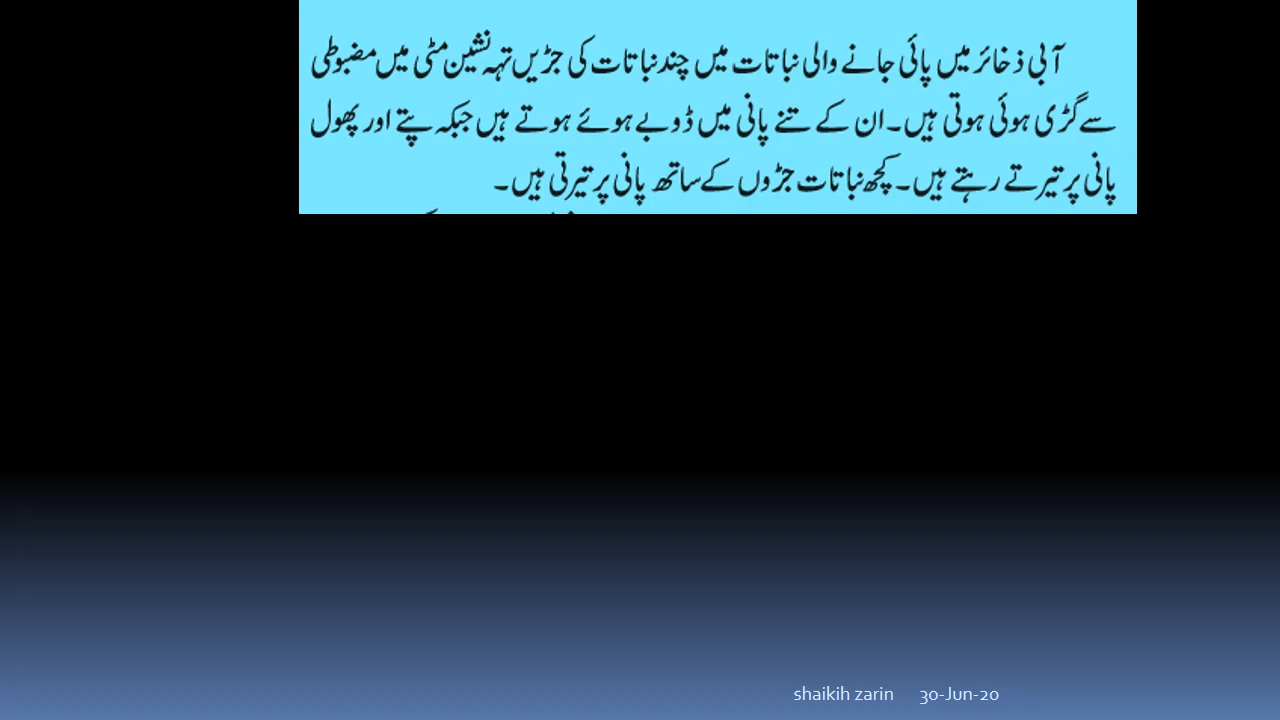 آبی ذخائر میں پائی جانے والی نباتات میں چند نباتات کی جڑیں تہہ نشین مٹی میں مضبوطی
سے گڑی ہوئی ہوتی ہیں۔ ان کے تنے پانی میں ڈوبے ہوئے ہوتے ہیں جبکہ پتے اور پھول
پانی پر تیرتے رہتے ہیں۔ کچھ نباتات جڑوں کے ساتھ پانی پر تیرتی ہیں۔
shaikih zarin 30-Jun-20